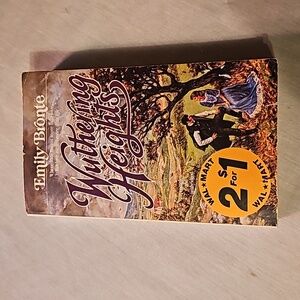 Emily Brontë
Wuthering
Heights
WAL★MART
2 FOR $1
WAL★MART